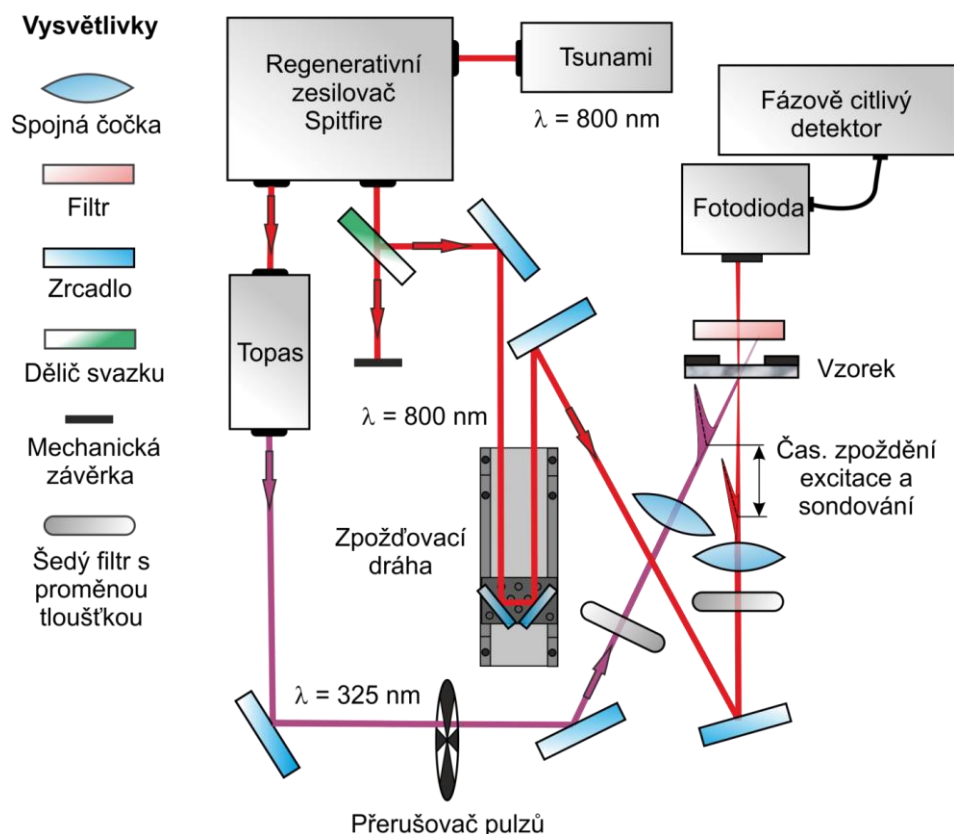 Vysvětlivky
Spojná čočka
Filtr
Zrcadlo
Dělič svazku
Mechanická
závěrka
Šedý filtr s
proměnou
tloušťkou
Regenerativní
zesilovač
Spitfire
Tsunami
λ = 800 nm
Fázově citlivý
detektor
Fotodioda
Topas
λ = 800 nm
Vzorek
Čas. zpoždění
excitace a
sondování
Zpožďovací
dráha
λ = 325 nm
Přerušovač pulzů